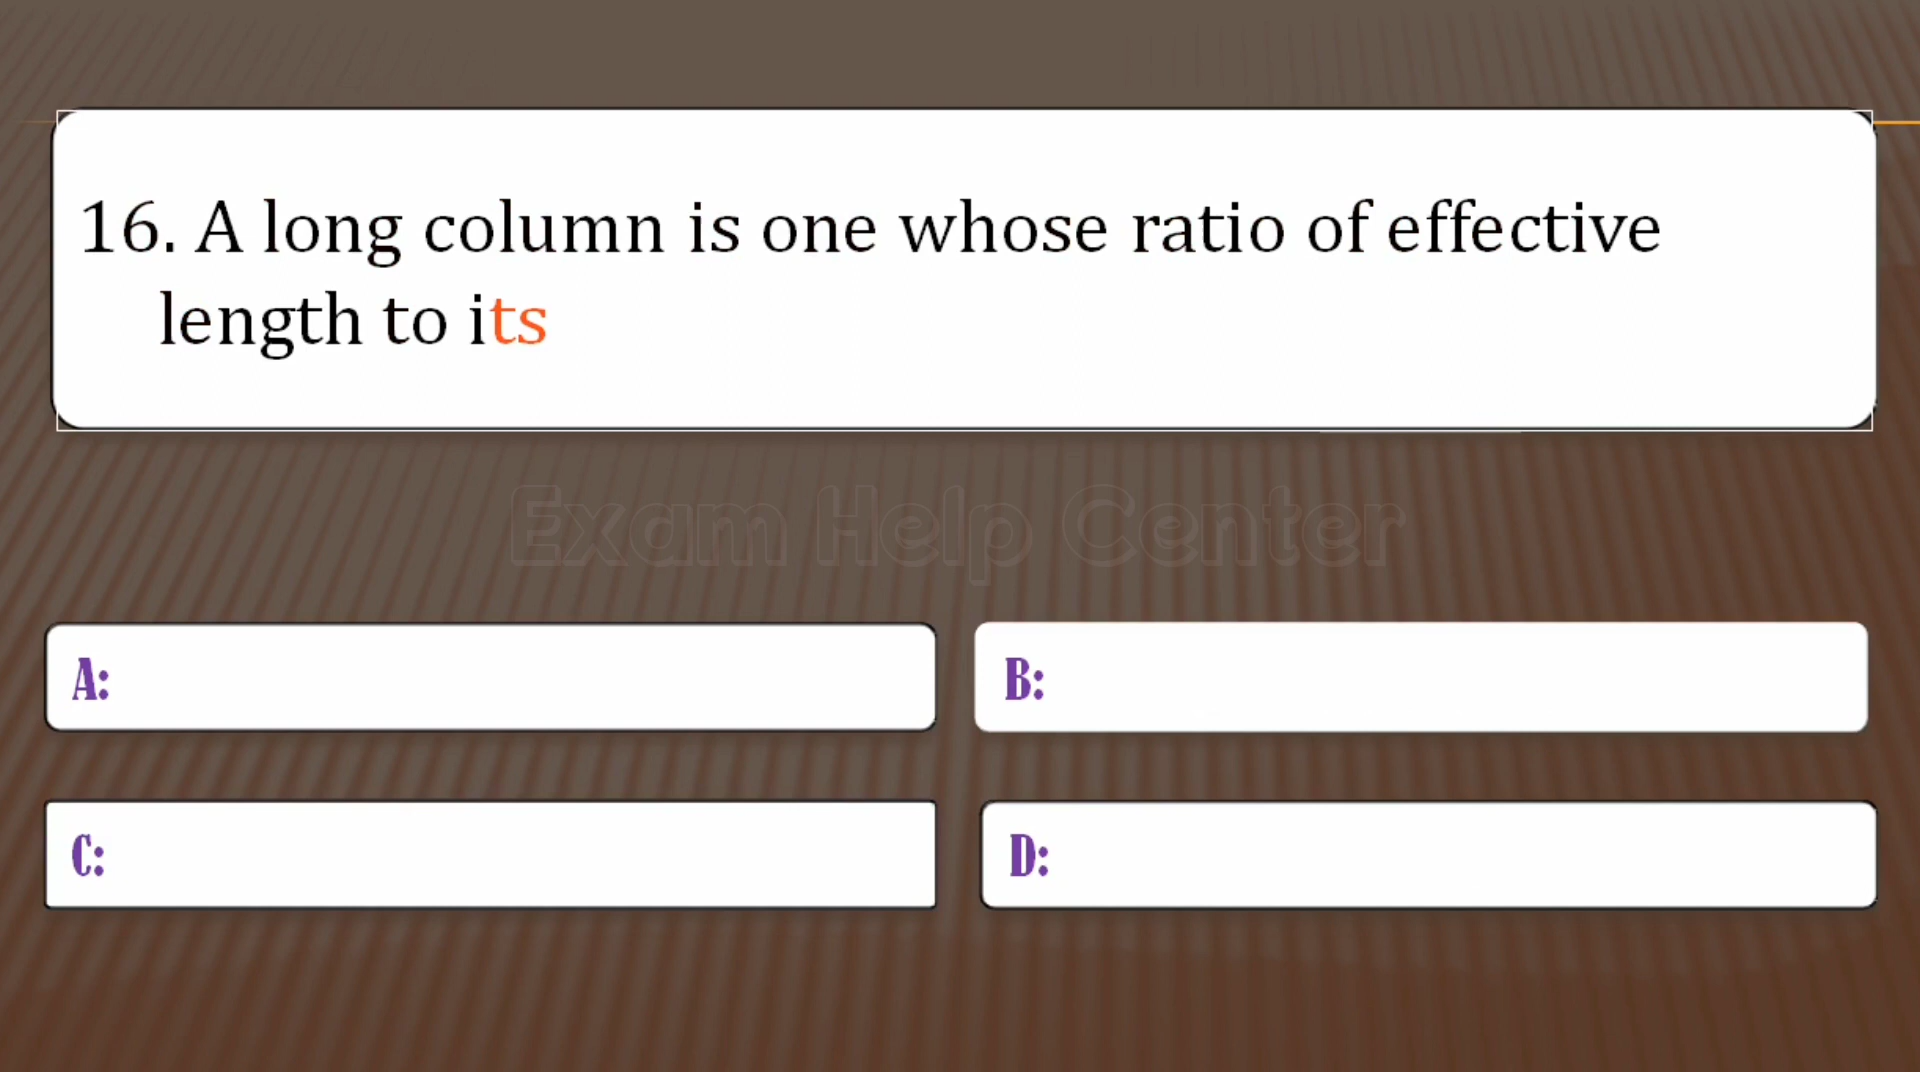 16. A long column is one whose ratio of effective
length to its
Exam Help Center
A:
B:
C:
D: